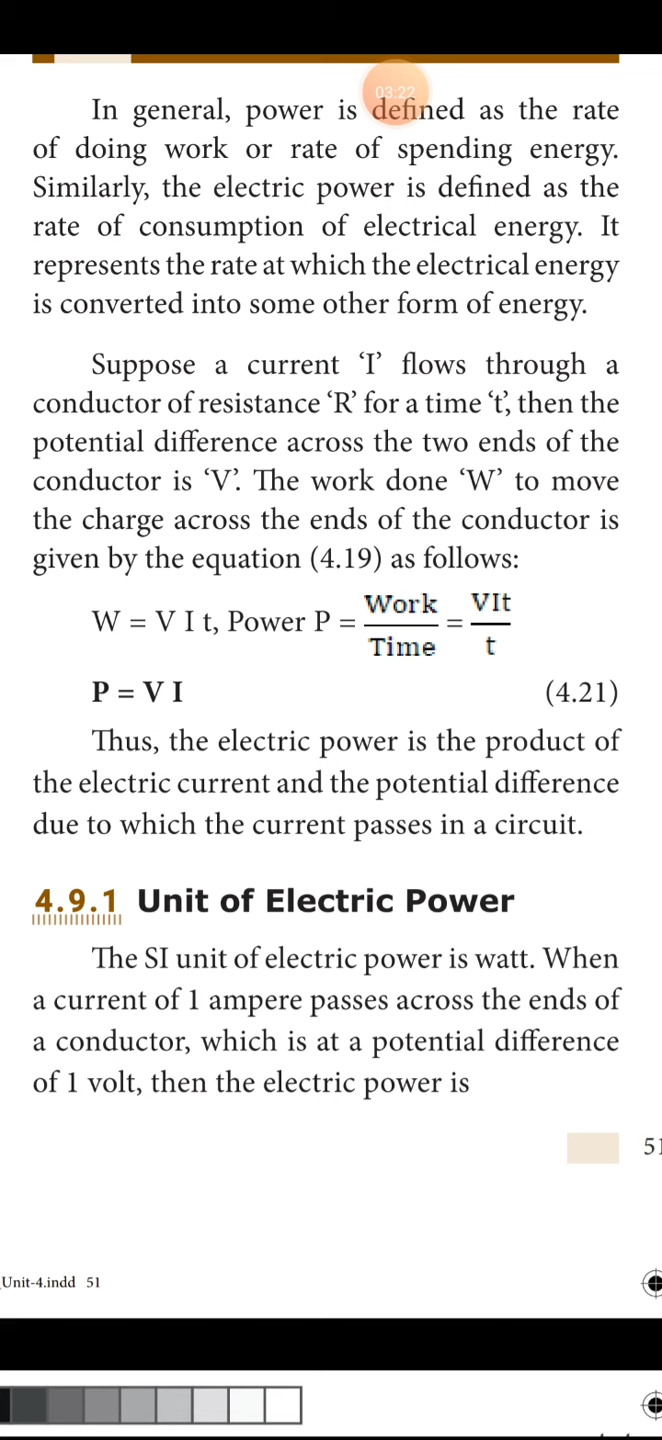 03:22
In general, power is defined as the rate
of doing work or rate of spending energy.
Similarly, the electric power is defined as the
rate of consumption of electrical energy. It
represents the rate at which the electrical energy
is converted into some other form of energy.
Suppose a current ‘I’ flows through a
conductor of resistance ‘R’ for a time ‘t’, then the
potential difference across the two ends of the
conductor is ‘V’. The work done ‘W’ to move
the charge across the ends of the conductor is
given by the equation (4.19) as follows:
W = V I t, Power P = Work/Time = VIt/t
P = V I (4.21)
Thus, the electric power is the product of
the electric current and the potential difference
due to which the current passes in a circuit.
4.9.1 Unit of Electric Power
The SI unit of electric power is watt. When
a current of 1 ampere passes across the ends of
a conductor, which is at a potential difference
of 1 volt, then the electric power is
51
Unit-4.indd 51